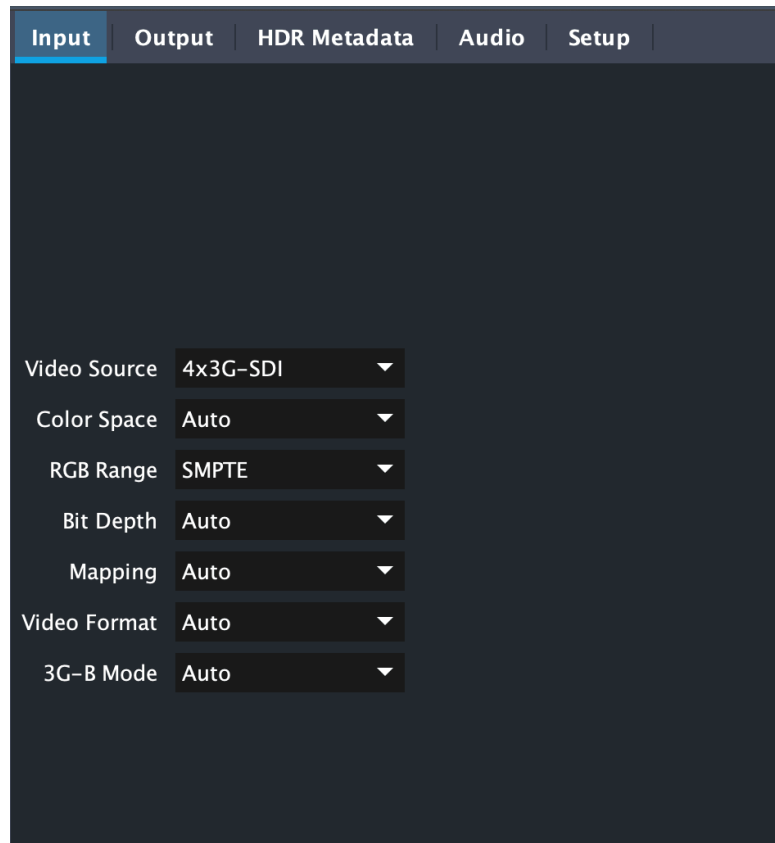 Input Output HDR Metadata Audio Setup
Video Source 4x3G-SDI
Color Space Auto
RGB Range SMPTE
Bit Depth Auto
Mapping Auto
Video Format Auto
3G-B Mode Auto